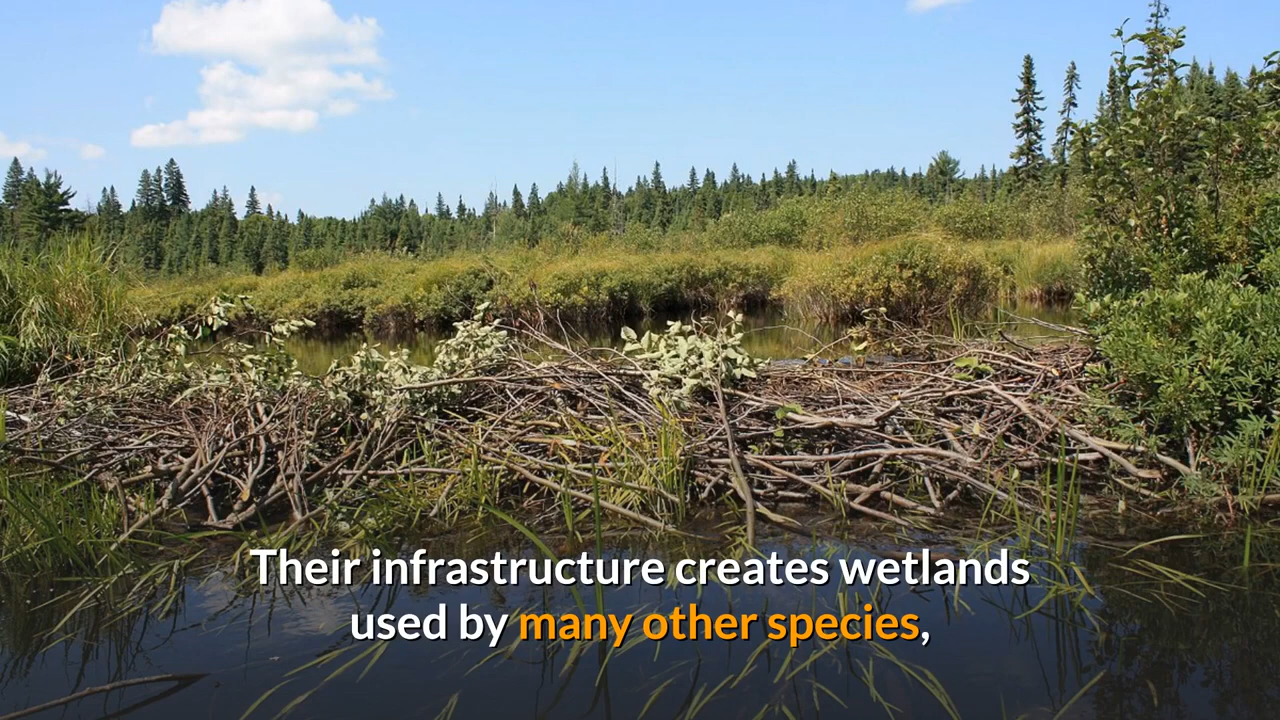 Their infrastructure creates wetlands
used by many other species,